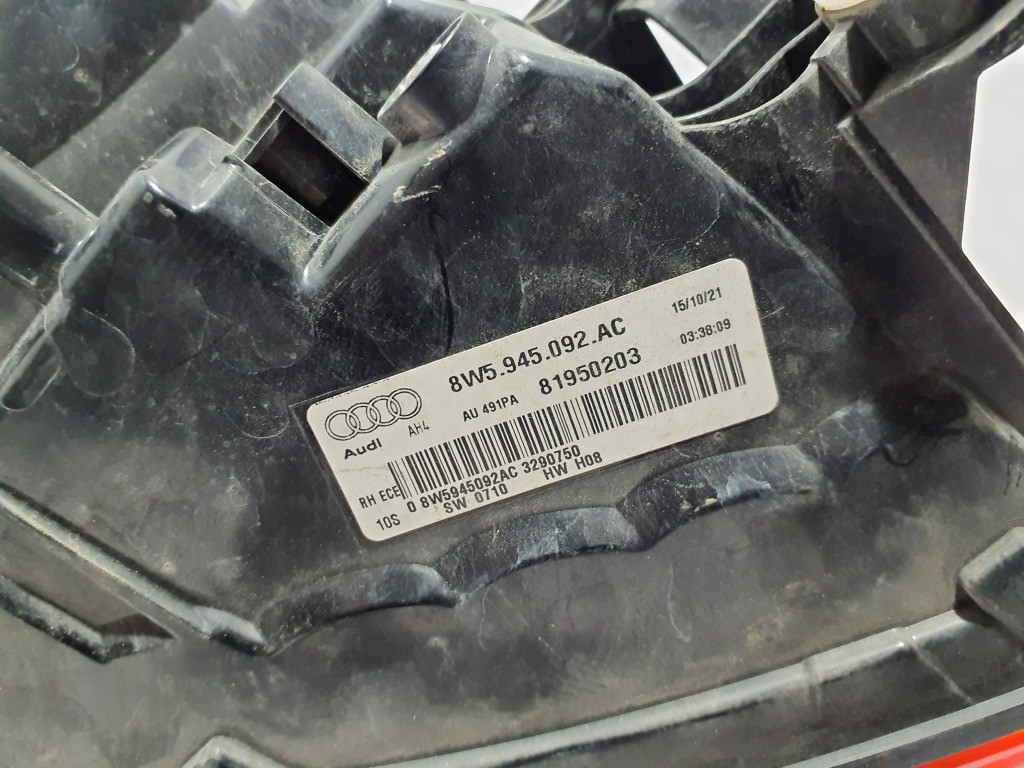 8W5.945.092.AC 15/10/21
Audi AH4 AU 491PA 81950203 03:38:09
RH ECE
10S 0 8W5945092AC 3290750
SW 0710 HW H08